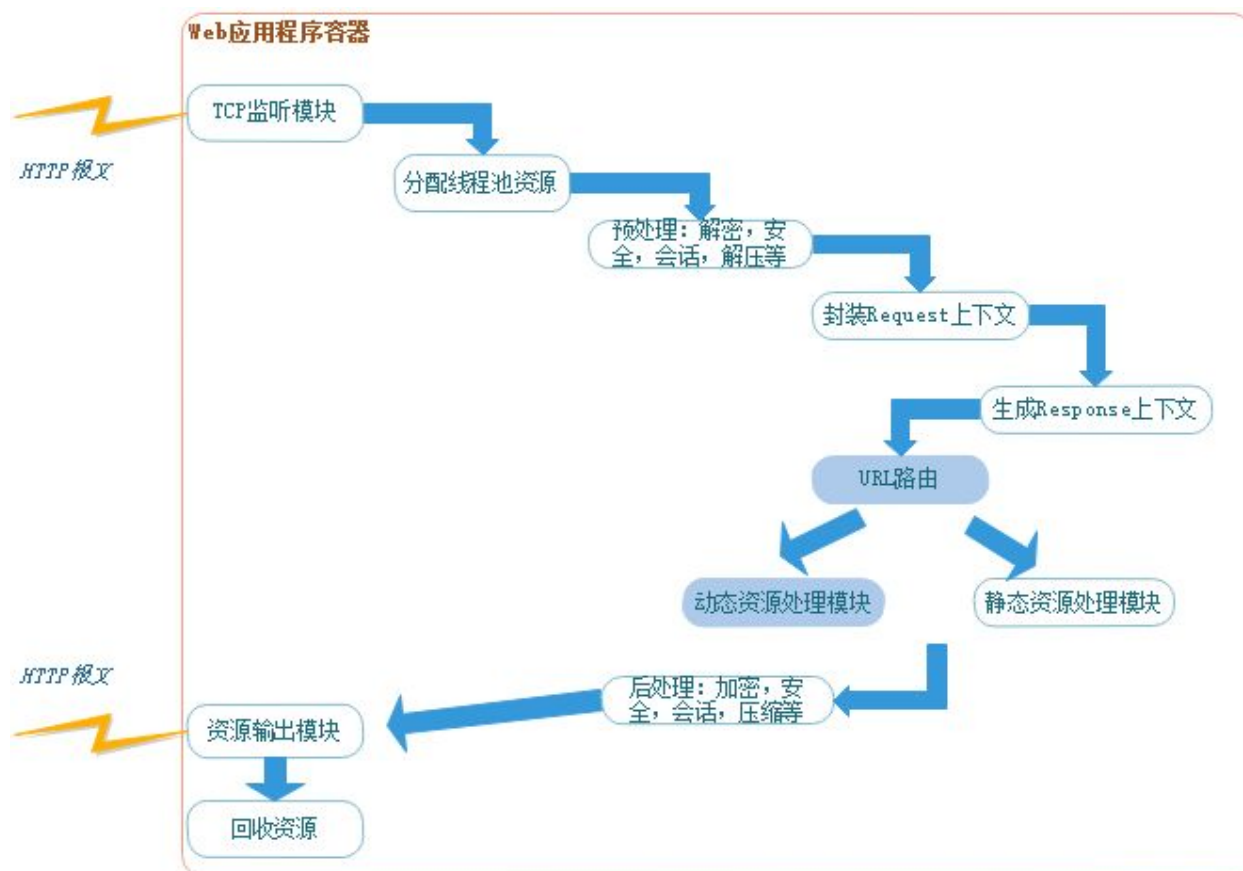 Web应用程序容器
TCP监听模块
HTTP报文
分配线程池资源
预处理：解密，安
全，会话，解压等
封装Request上下文
生成Response上下文
URL路由
动态资源处理模块
静态资源处理模块
HTTP报文
后处理：加密，安
全，会话，压缩等
资源输出模块
回收资源